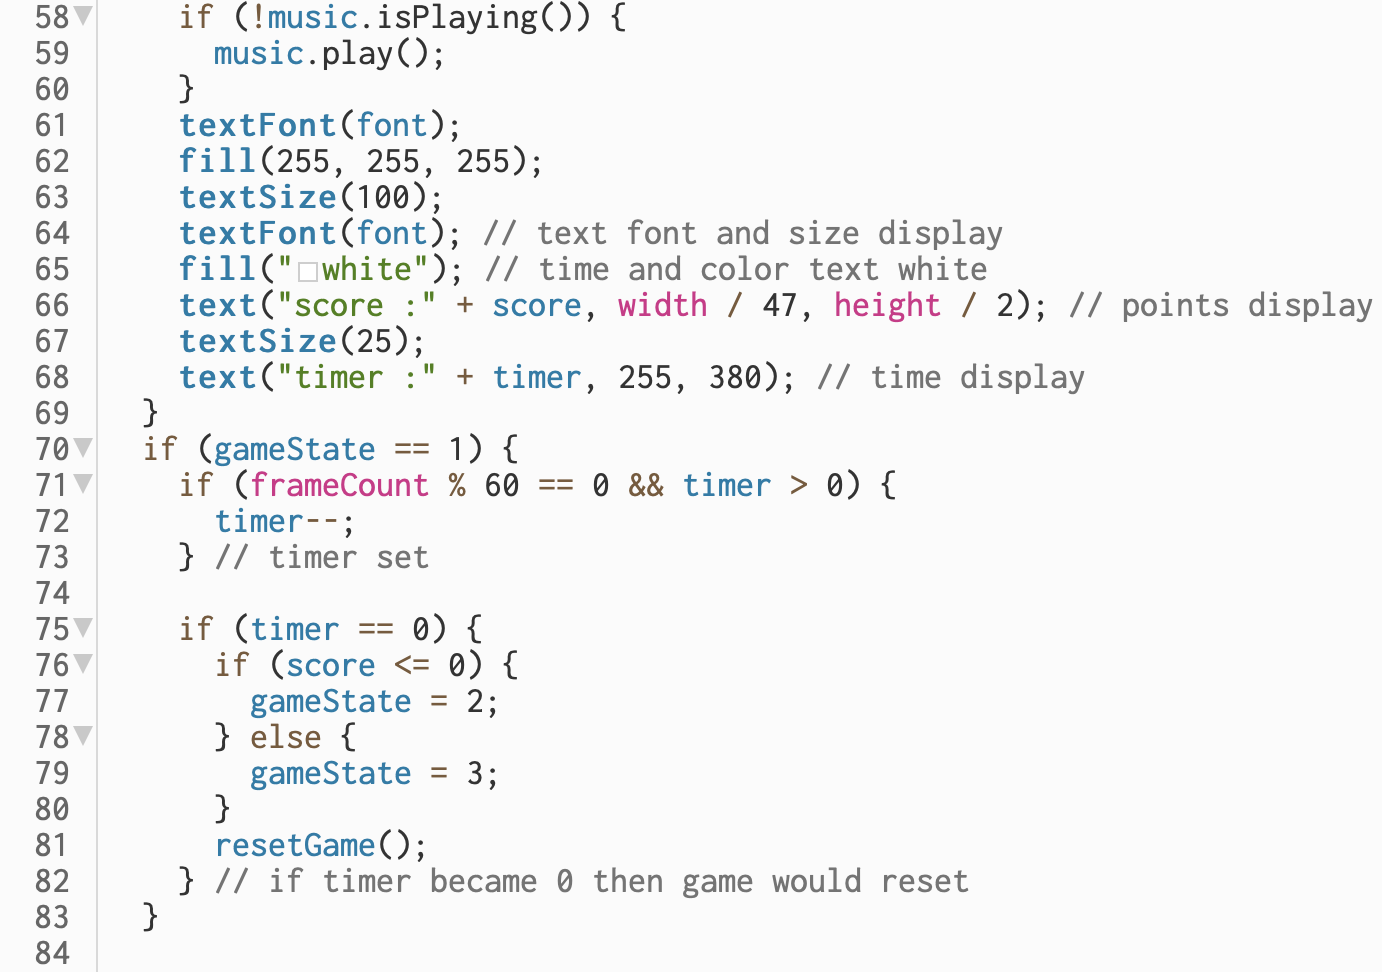 58 if (!music.isPlaying()) {
59 music.play();
60 }
61 textFont(font);
62 fill(255, 255, 255);
63 textSize(100);
64 textFont(font); // text font and size display
65 fill("white"); // time and color text white
66 text("score :" + score, width / 47, height / 2); // points display
67 textSize(25);
68 text("timer :" + timer, 255, 380); // time display
69 }
70 if (gameState == 1) {
71 if (frameCount % 60 == 0 && timer > 0) {
72 timer--;
73 } // timer set
74
75 if (timer == 0) {
76 if (score <= 0) {
77 gameState = 2;
78 } else {
79 gameState = 3;
80 }
81 resetGame();
82 } // if timer became 0 then game would reset
83 }
84